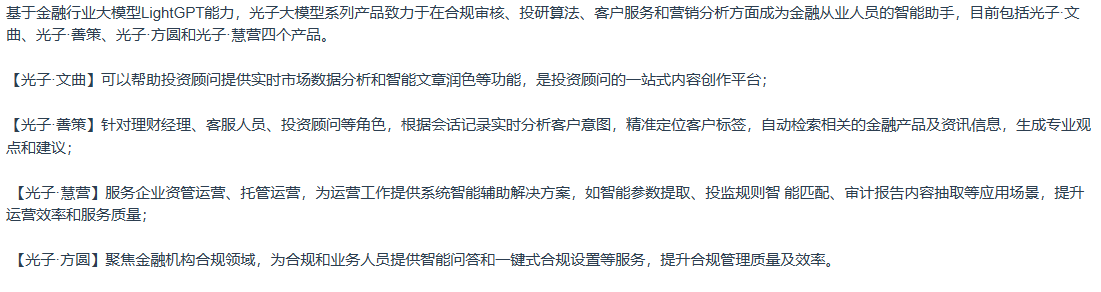 基于金融行业大模型LightGPT能力，光子大模型系列产品致力于在合规审核、投研算法、客户服务和营销分析方面成为金融从业人员的智能助手，目前包括光子·文
曲、光子·善策、光子·方圆和光子·慧营四个产品。
【光子·文曲】可以帮助投资顾问提供实时市场数据分析和智能文章润色等功能，是投资顾问的一站式内容创作平台；
【光子·善策】针对理财经理、客服人员、投资顾问等角色，根据会话记录实时分析客户意图，精准定位客户标签，自动检索相关的金融产品及资讯信息，生成专业观
点和建议；
【光子·慧营】服务企业资管运营、托管运营，为运营工作提供系统智能辅助解决方案，如智能参数提取、投监规则智 能匹配、审计报告内容抽取等应用场景，提升
运营效率和服务质量；
【光子·方圆】聚焦金融机构合规领域，为合规和业务人员提供智能问答和一键式合规设置等服务，提升合规管理质量及效率。